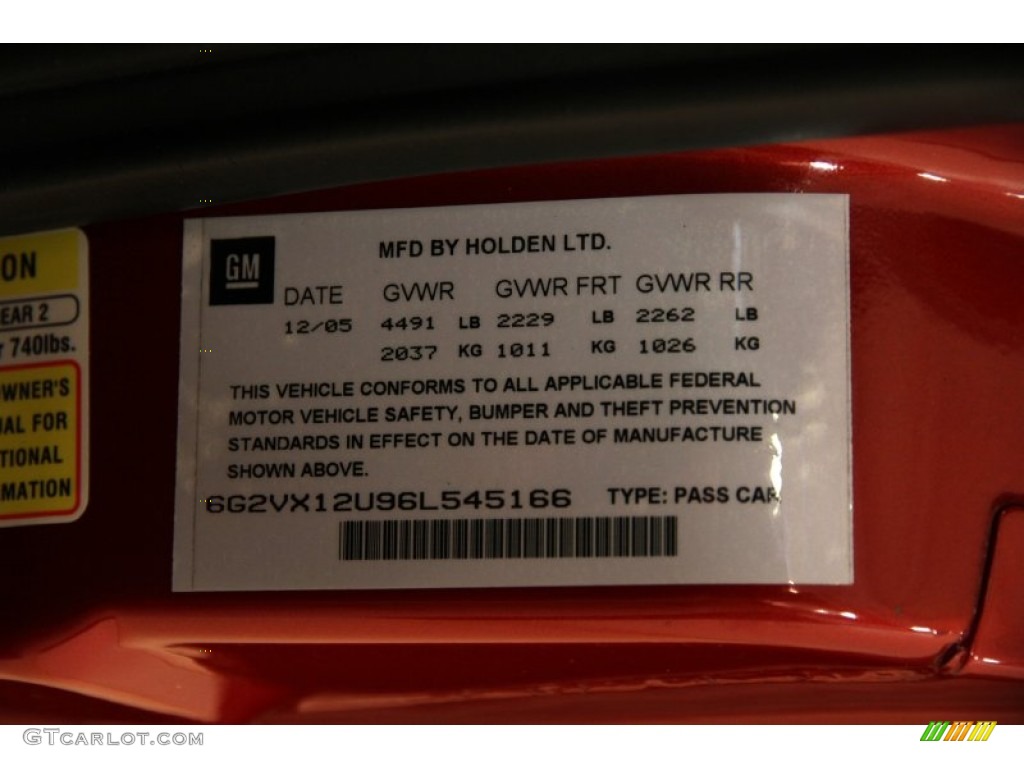 ON
EAR 2
740lbs.
OWNER'S
UAL FOR
TIONAL
MATION
GM
MFD BY HOLDEN LTD.
DATE GVWR GVWR FRT GVWR RR
12/05 4491 LB 2229 LB 2262 LB
2037 KG 1011 KG 1026 KG
THIS VEHICLE CONFORMS TO ALL APPLICABLE FEDERAL
MOTOR VEHICLE SAFETY, BUMPER AND THEFT PREVENTION
STANDARDS IN EFFECT ON THE DATE OF MANUFACTURE
SHOWN ABOVE.
6G2VX12U96L545166 TYPE: PASS CAR
GTCARLOT.COM